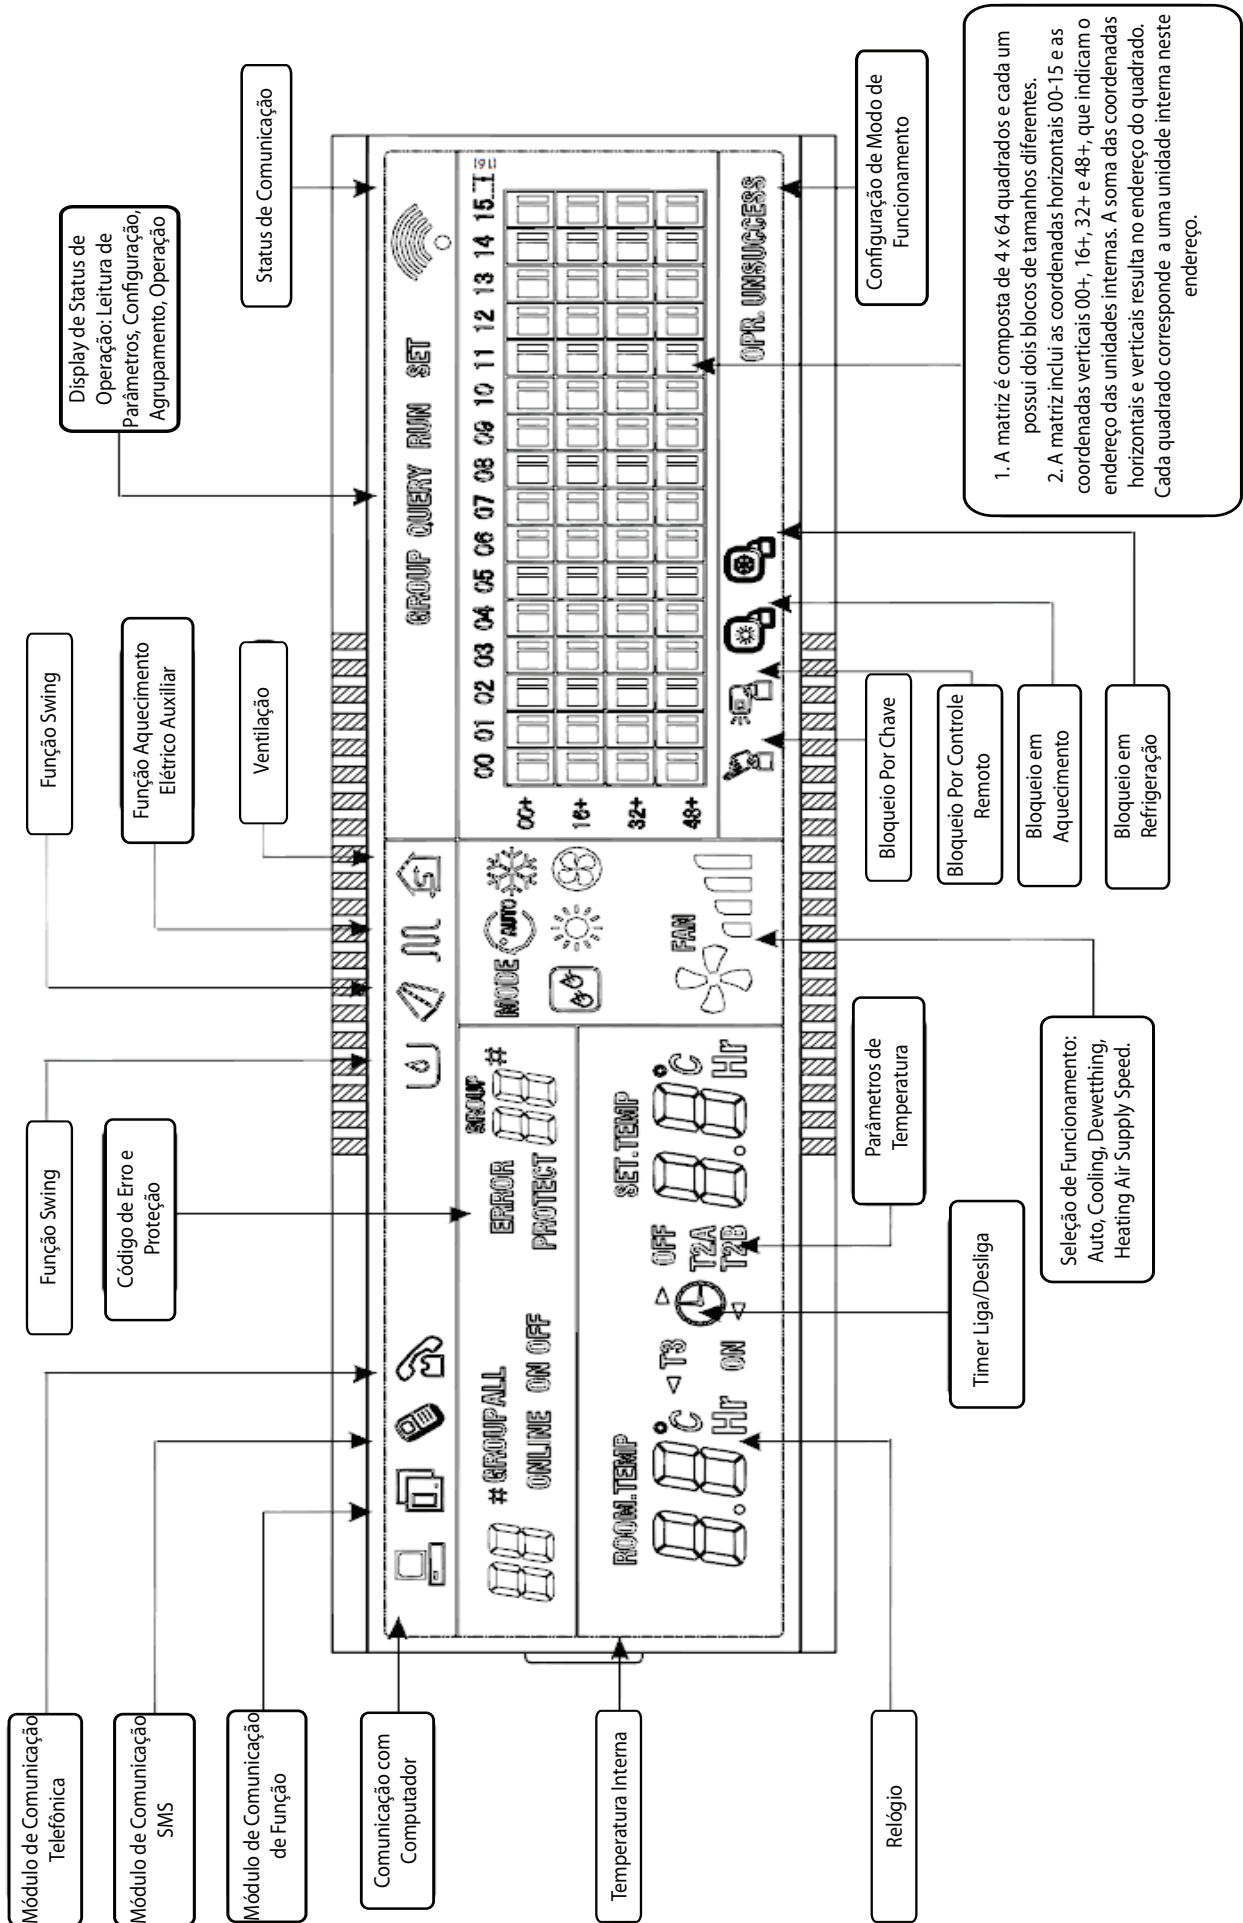 Módulo de Comunicação
Telefônica
Módulo de Comunicação
SMS
Módulo de Comunicação
de Função
Comunicação com
Computador
Temperatura Interna
Relógio
Função Swing
Código de Erro e
Proteção
Função Swing
Função Aquecimento
Elétrico Auxiliar
Ventilação
Display de Status de
Operação: Leitura de
Parâmetros, Configuração,
Agrupamento, Operação
Status de Comunicação
GROUP QUERY RUN SET
# GROUP ALL
ONLINE ON OFF
ERROR
PROTECT
GROUP
#
MODE
AUTO
FAN
ROOM.TEMP
°C
Hr
◁ T3
ON
OFF
T2A
T2B
SET.TEMP
°C
Hr
00 01 02 03 04 05 06 07 08 09 10 11 12 13 14 15
[16]
00+
16+
32+
48+
OPR. UNSUCCESS
Timer Liga/Desliga
Parâmetros de
Temperatura
Seleção de Funcionamento:
Auto, Cooling, Dewetthing,
Heating Air Supply Speed.
Bloqueio Por Chave
Bloqueio Por Controle
Remoto
Bloqueio em
Aquecimento
Bloqueio em
Refrigeração
Configuração de Modo de
Funcionamento
1. A matriz é composta de 4 x 64 quadrados e cada um
possui dois blocos de tamanhos diferentes.
2. A matriz inclui as coordenadas horizontais 00-15 e as
coordenadas verticais 00+, 16+, 32+ e 48+, que indicam o
endereço das unidades internas. A soma das coordenadas
horizontais e verticais resulta no endereço do quadrado.
Cada quadrado corresponde a uma unidade interna neste
endereço.